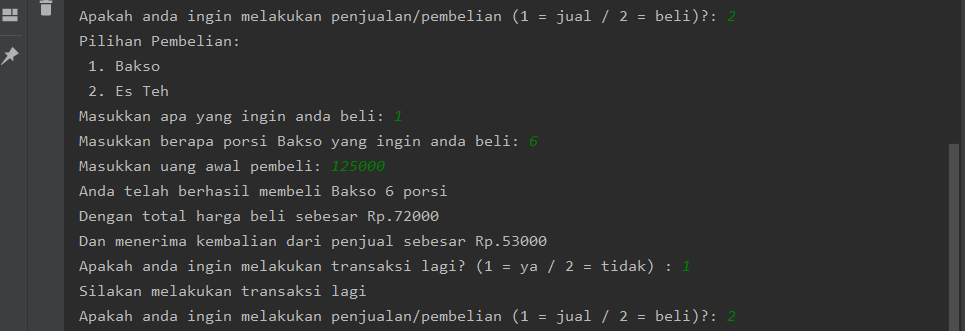 Apakah anda ingin melakukan penjualan/pembelian (1 = jual / 2 = beli)?: 2
Pilihan Pembelian:
1. Bakso
2. Es Teh
Masukkan apa yang ingin anda beli: 1
Masukkan berapa porsi Bakso yang ingin anda beli: 6
Masukkan uang awal pembeli: 125000
Anda telah berhasil membeli Bakso 6 porsi
Dengan total harga beli sebesar Rp.72000
Dan menerima kembalian dari penjual sebesar Rp.53000
Apakah anda ingin melakukan transaksi lagi? (1 = ya / 2 = tidak) : 1
Silakan melakukan transaksi lagi
Apakah anda ingin melakukan penjualan/pembelian (1 = jual / 2 = beli)?: 2